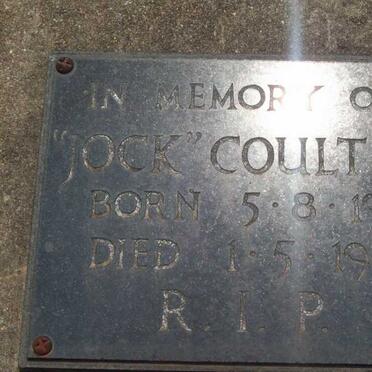 IN MEMORY O
"JOCK" COULT
BORN 5.8.1
DIED 1.5.19
R.I.P.